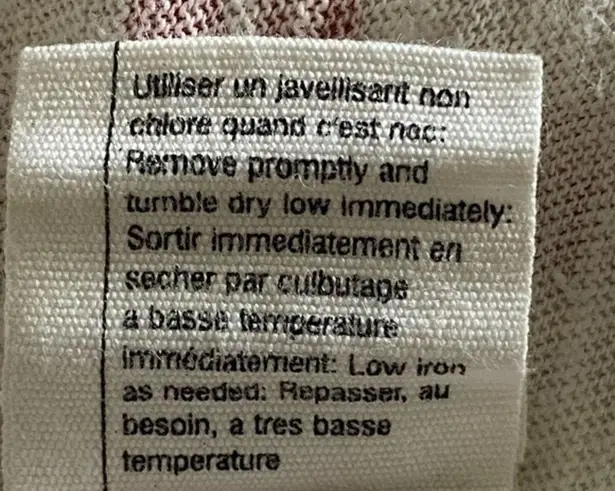 Utiliser un javellisant non
chlore quand c'est nec:
Remove promptly and
tumble dry low immediately:
Sortir immediatement en
secher par culbutage
a basse temperature
immédiatement: Low iron
as needed: Repasser, au
besoin, a tres basse
temperature